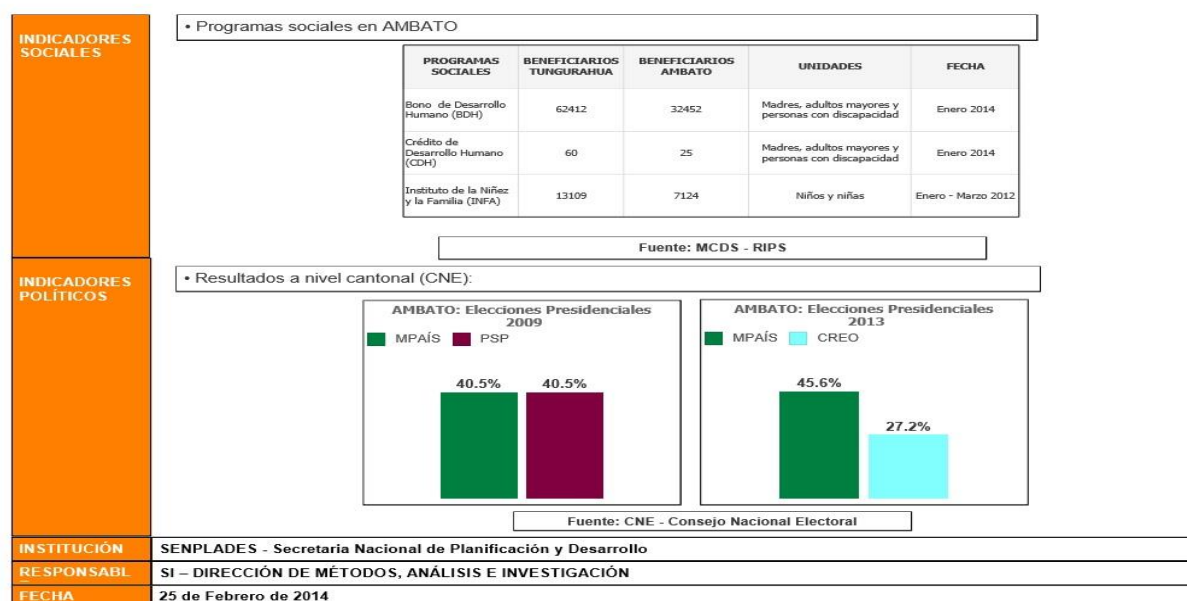 INDICADORES
SOCIALES
• Programas sociales en AMBATO
PROGRAMAS SOCIALES BENEFICIARIOS TUNGURAHUA BENEFICIARIOS AMBATO UNIDADES FECHA
Bono de Desarrollo Humano (BDH) 62412 32452 Madres, adultos mayores y personas con discapacidad Enero 2014
Crédito de Desarrollo Humano (CDH) 60 25 Madres, adultos mayores y personas con discapacidad Enero 2014
Instituto de la Niñez y la Familia (INFA) 13109 7124 Niños y niñas Enero - Marzo 2012
Fuente: MCDS - RIPS
INDICADORES
POLÍTICOS
• Resultados a nivel cantonal (CNE):
AMBATO: Elecciones Presidenciales
2009
MPAÍS PSP
40.5% 40.5%
AMBATO: Elecciones Presidenciales
2013
MPAÍS CREO
45.6%
27.2%
Fuente: CNE - Consejo Nacional Electoral
INSTITUCIÓN SENPLADES - Secretaria Nacional de Planificación y Desarrollo
RESPONSABL SI – DIRECCIÓN DE MÉTODOS, ANÁLISIS E INVESTIGACIÓN
FECHA 25 de Febrero de 2014